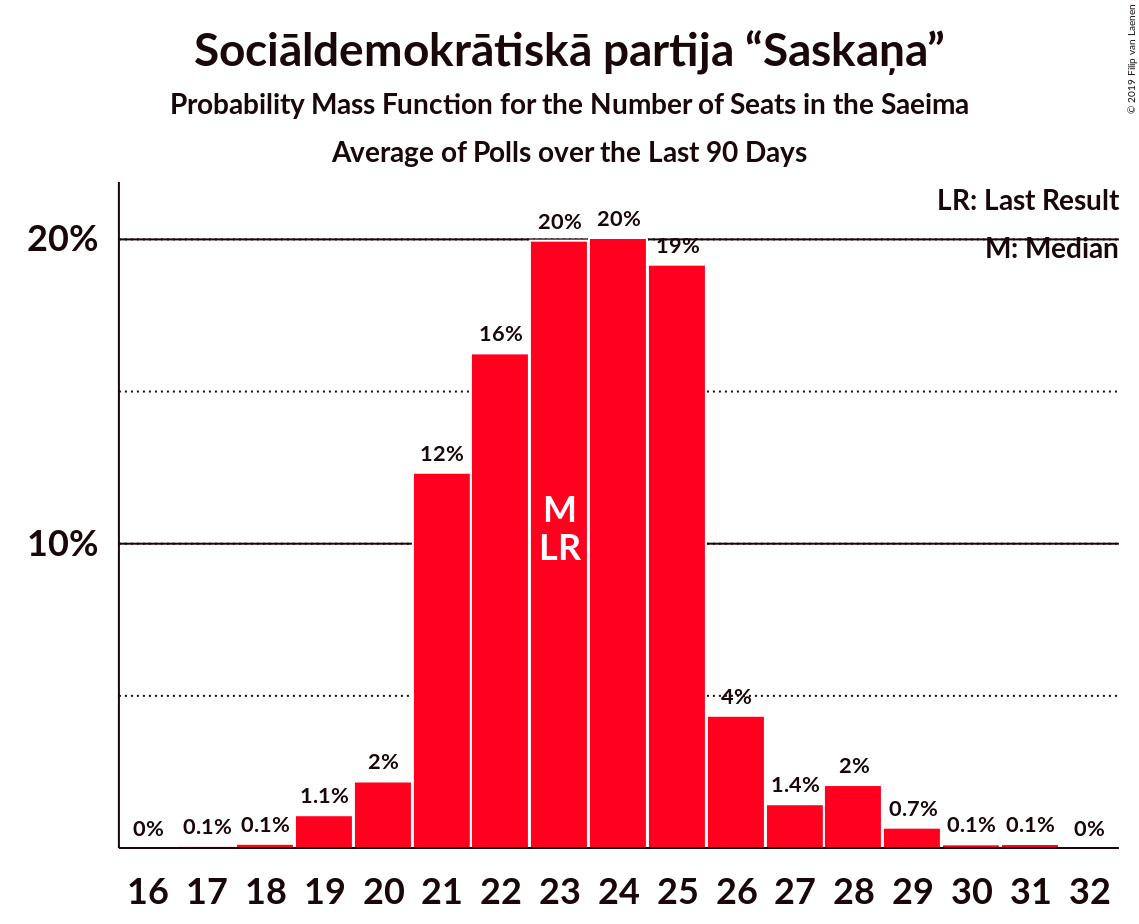 Sociāldemokrātiskā partija “Saskaņa”
Probability Mass Function for the Number of Seats in the Saeima
Average of Polls over the Last 90 Days
© 2019 Filip van Laenen
LR: Last Result
M: Median
20%
10%
0%
0.1%
0.1%
1.1%
2%
12%
16%
20%
20%
19%
4%
1.4%
2%
0.7%
0.1%
0.1%
0%
M
LR
16 17 18 19 20 21 22 23 24 25 26 27 28 29 30 31 32